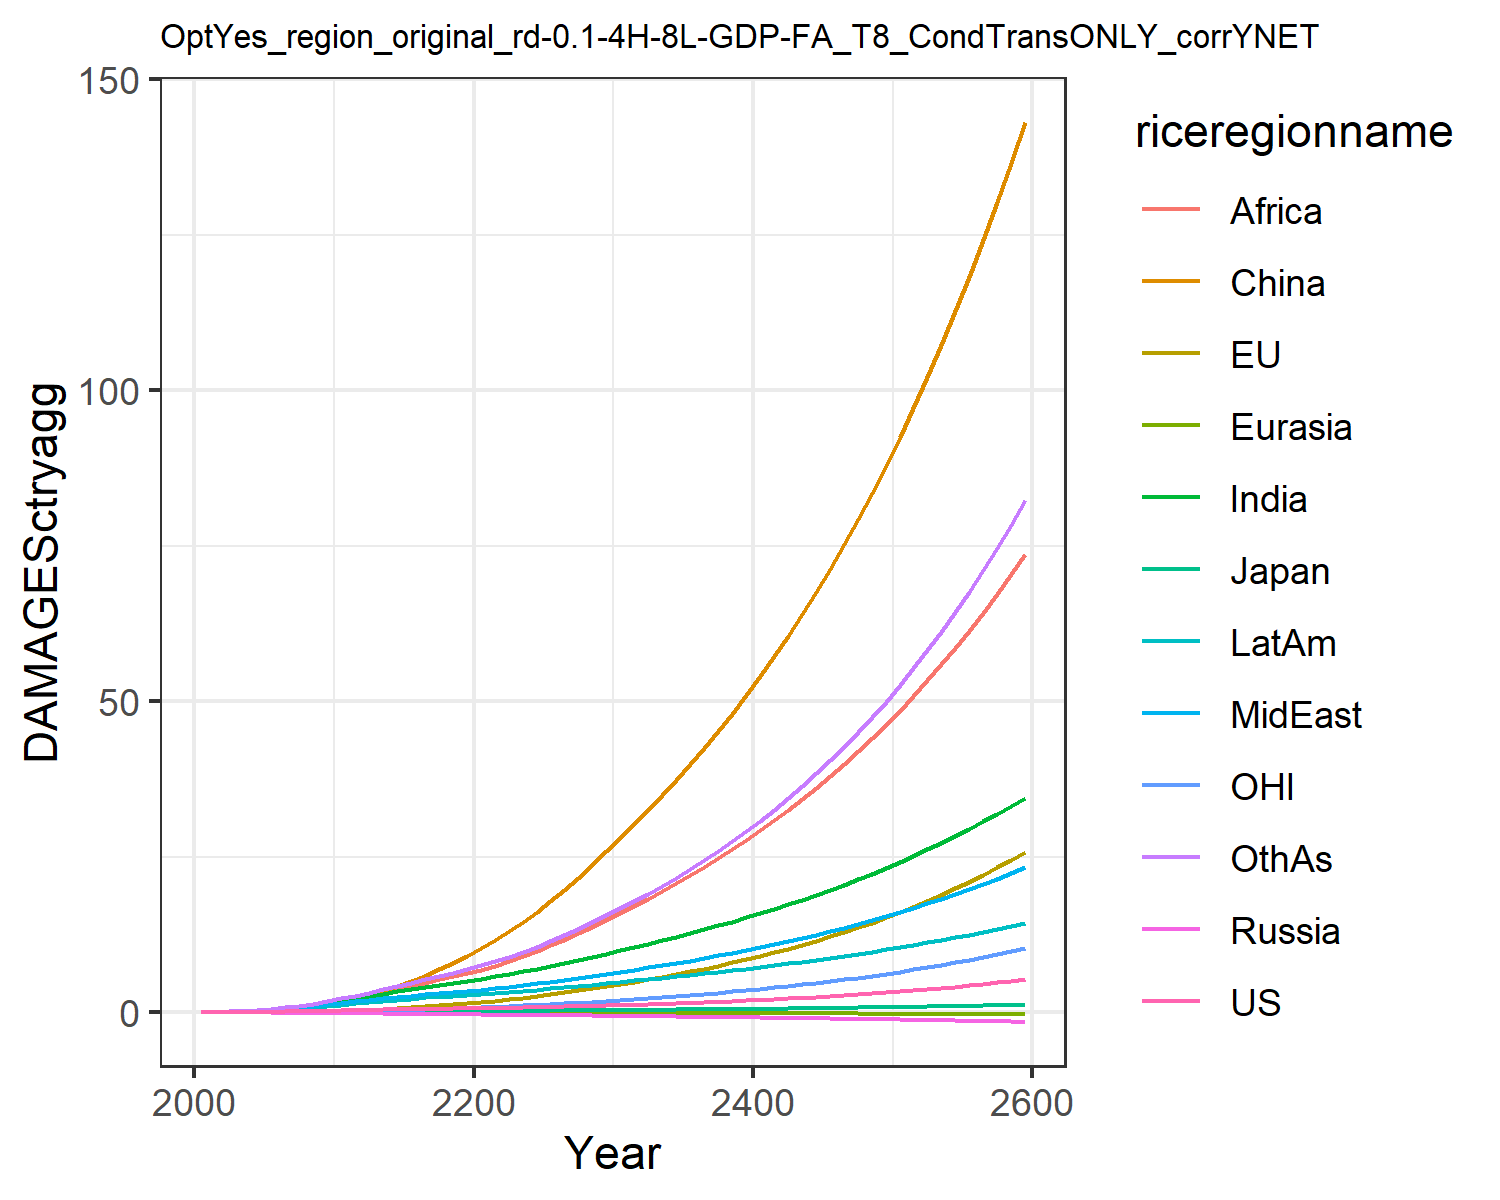 OptYes_region_original_rd-0.1-4H-8L-GDP-FA_T8_CondTransONLY_corrYNET
150
100
50
0
DAMAGESctryagg
2000 2200 2400 2600
Year
riceregionname
Africa
China
EU
Eurasia
India
Japan
LatAm
MidEast
OHI
OthAs
Russia
US